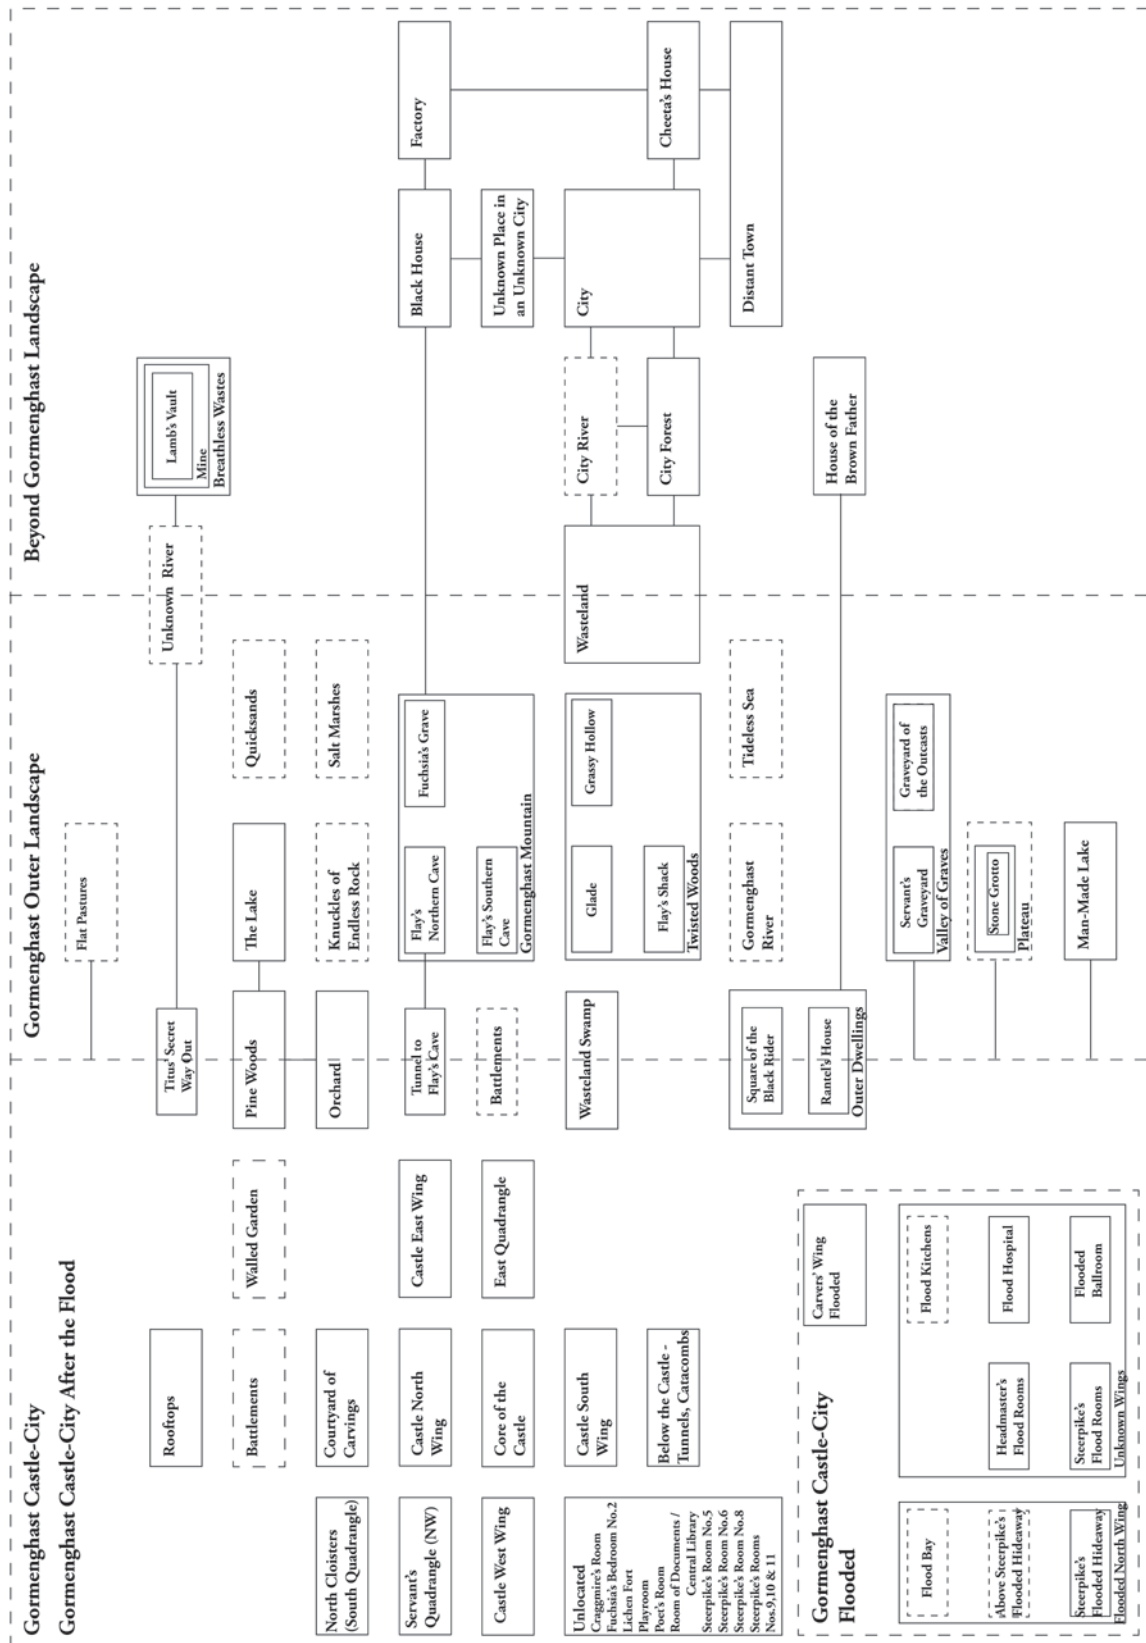 Gormenghast Castle-City
Gormenghast Castle-City After the Flood
Rooftops
Battlements
Walled Garden
North Cloisters
(South Quadrangle)
Courtyard of
Carvings
Servant's
Quadrangle (NW)
Castle North
Wing
Castle East Wing
Castle West Wing
Core of the
Castle
East Quadrangle
Unlocated
Craggmire's Room
Fuchsia's Bedroom No.2
Lichen Fort
Playroom
Poet's Room
Room of Documents /
Central Library
Steerpike's Room No.5
Steerpike's Room No.6
Steerpike's Room No.8
Steerpike's Rooms
Nos.9,10 & 11
Castle South
Wing
Below the Castle -
Tunnels, Catacombs
Gormenghast Castle-City
Flooded
Carvers' Wing
Flooded
Flood Bay
Above Steerpike's
Flooded Hideaway
Steerpike's
Flooded Hideaway
Flooded North Wing
Flood Kitchens
Headmaster's
Flood Rooms
Flood Hospital
Steerpike's
Flood Rooms
Flooded
Ballroom
Unknown Wings
Gormenghast Outer Landscape
Flat Pastures
Titus' Secret
Way Out
Pine Woods
The Lake
Quicksands
Orchard
Knuckles of
Endless Rock
Salt Marshes
Tunnel to
Flay's Cave
Battlements
Flay's
Northern Cave
Fuchsia's Grave
Flay's Southern
Cave
Gormenghast Mountain
Wasteland Swamp
Glade
Grassy Hollow
Flay's Shack
Twisted Woods
Square of the
Black Rider
Rantel's House
Outer Dwellings
Gormenghast
River
Tideless Sea
Servant's
Graveyard
Graveyard of
the Outcasts
Valley of Graves
Stone Grotto
Plateau
Man-Made Lake
Beyond Gormenghast Landscape
Unknown River
Lamb's Vault
Mine
Breathless Wastes
Wasteland
Black House
Factory
Unknown Place in
an Unknown City
City River
City
City Forest
Cheeta's House
Distant Town
House of the
Brown Father